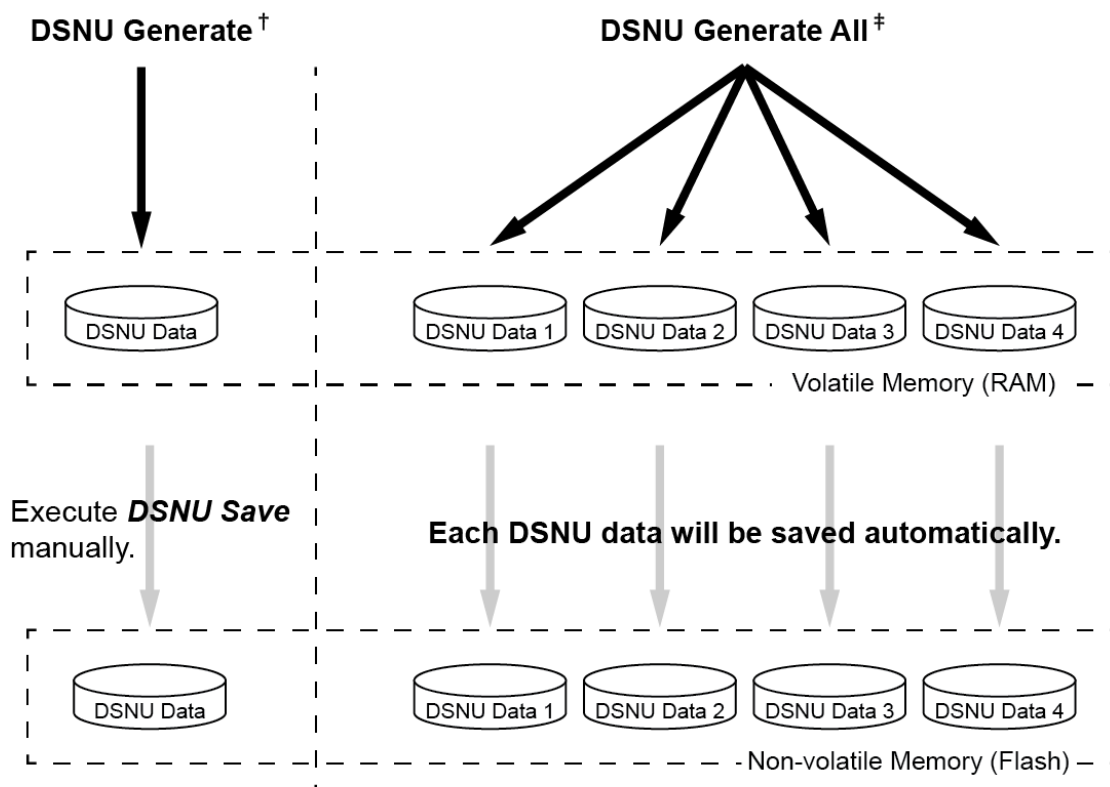 DSNU Generate†
DSNU Generate All‡
DSNU Data
DSNU Data 1
DSNU Data 2
DSNU Data 3
DSNU Data 4
Volatile Memory (RAM)
Execute DSNU Save
manually.
Each DSNU data will be saved automatically.
DSNU Data
DSNU Data 1
DSNU Data 2
DSNU Data 3
DSNU Data 4
Non-volatile Memory (Flash)